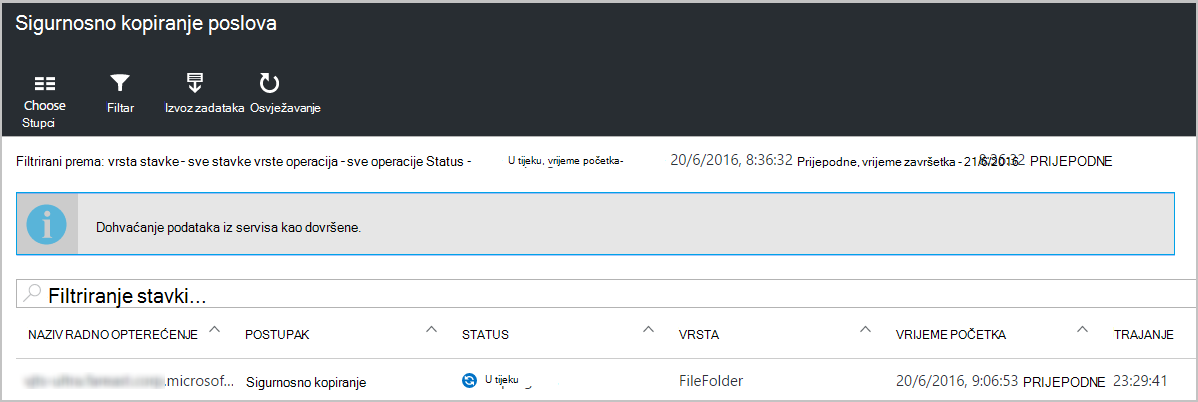 Sigurnosno kopiranje poslova
Choose Stupci
Filtar
Izvoz zadataka
Osvježavanje
Filtrirani prema: vrsta stavke - sve stavke vrste operacija - sve operacije Status - U tijeku, vrijeme početka- 20/6/2016, 8:36:32 Prijepodne, vrijeme završetka - 21/6/2016 8:36:32 PRIJEPODNE
Dohvaćanje podataka iz servisa kao dovršene.
Filtriranje stavki...
NAZIV RADNO OPTEREĆENJE POSTUPAK STATUS VRSTA VRIJEME POČETKA TRAJANJE
.microsof... Sigurnosno kopiranje U tijeku FileFolder 20/6/2016, 9:06:53 PRIJEPODNE 23:29:41